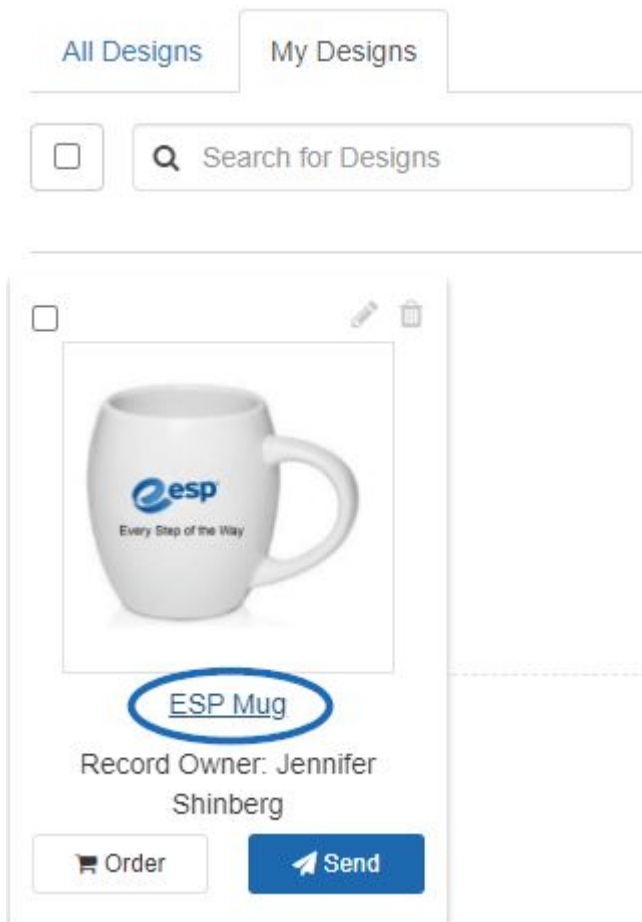 All Designs My Designs
Search for Designs
esp
Every Step of the Way
ESP Mug
Record Owner: Jennifer
Shinberg
Order Send